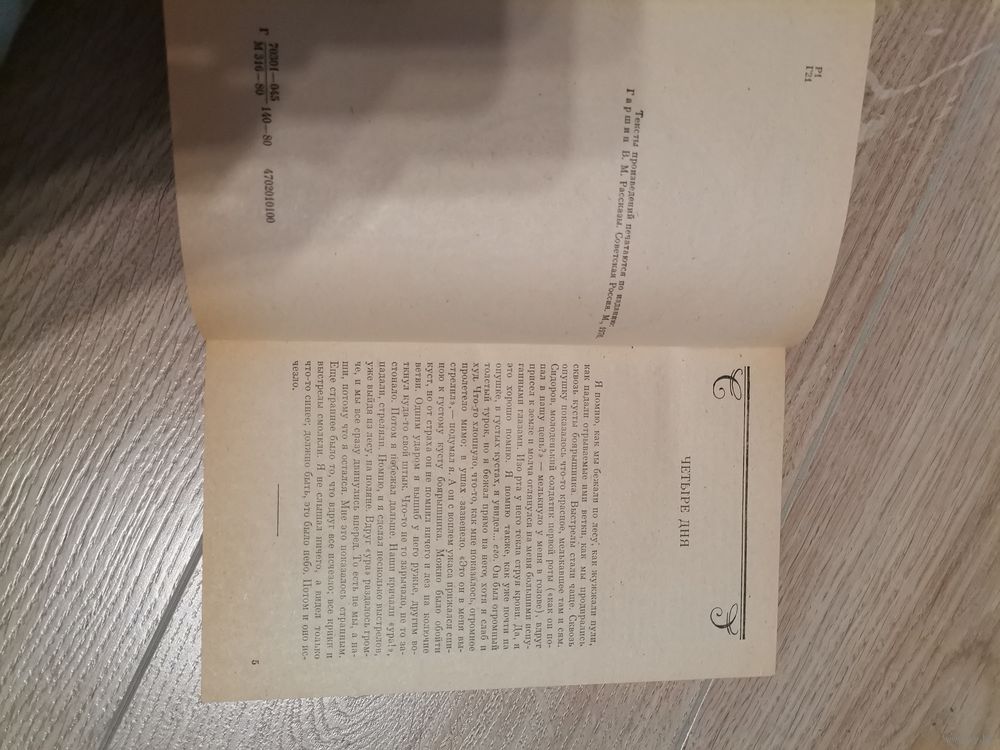 Р1
Г21
Тексты произведений печатаются по изданию:
Гаршин В. М. Рассказы. Советская Россия. М.,
70301—045
Г ————— 140—80 4702010100
М 316—80
ЧЕТЫРЕ ДНЯ
Я помню, как мы бежали по лесу, как жужжали пули,
как падали отрываемые ими ветки, как мы продирались
сквозь кусты боярышника. Выстрелы стали чаще. Сквозь
опушку показалось что-то красное, мелькавшее там и сям.
Сидоров, молоденький солдатик первой роты («как он по-
пал в нашу цепь?» — мелькнуло у меня в голове), вдруг
присел к земле и молча оглянулся на меня большими испу-
ганными глазами. Изо рта у него текла струя крови. Да, я
это хорошо помню. Я помню также, как уже почти на
опушке, в густых кустах, я увидел... его. Он был огромный
толстый турок, но я бежал прямо на него, хотя я слаб и
худ. Что-то хлопнуло, что-то, как мне показалось, огромное
пролетело мимо; в ушах зазвенело. «Это он в меня вы-
стрелил»,— подумал я. А он с воплем ужаса прижался спи-
ною к густому кусту боярышника. Можно было обойти
куст, но от страха он не помнил ничего и лез на колючие
ветви. Одним ударом я вышиб у него ружье, другим во-
ткнул куда-то свой штык. Что-то не то зарычало, не то за-
стонало. Потом я побежал дальше. Наши кричали «ура!»,
падали, стреляли. Помню, и я сделал несколько выстрелов,
уже выйдя из лесу, на поляне. Вдруг «ура» раздалось гром-
че, и мы все сразу двинулись вперед. То есть не мы, а на-
ши, потому что я остался. Мне это показалось странным.
Еще страннее было то, что вдруг все исчезло; все крики и
выстрелы смолкли. Я не слышал ничего, а видел только
что-то синее; должно быть, это было небо. Потом и оно ис-
чезло.
5